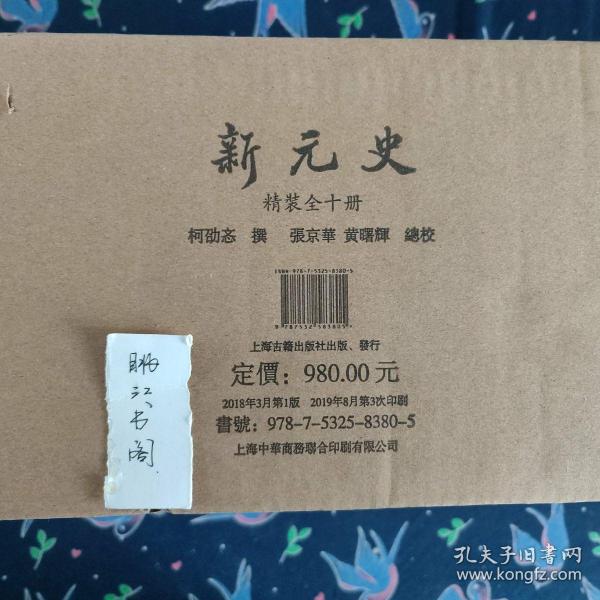 新元史
精裝全十册
柯劭忞 撰 張京華 黄曙輝 總校
ISBN 978-7-5325-8380-5
9787532583805
上海古籍出版社出版、發行
定價：980.00元
2018年3月第1版 2019年8月第3次印刷
書號：978-7-5325-8380-5
上海中華商務聯合印刷有限公司
书阁
孔夫子旧书网
www.kongfz.com